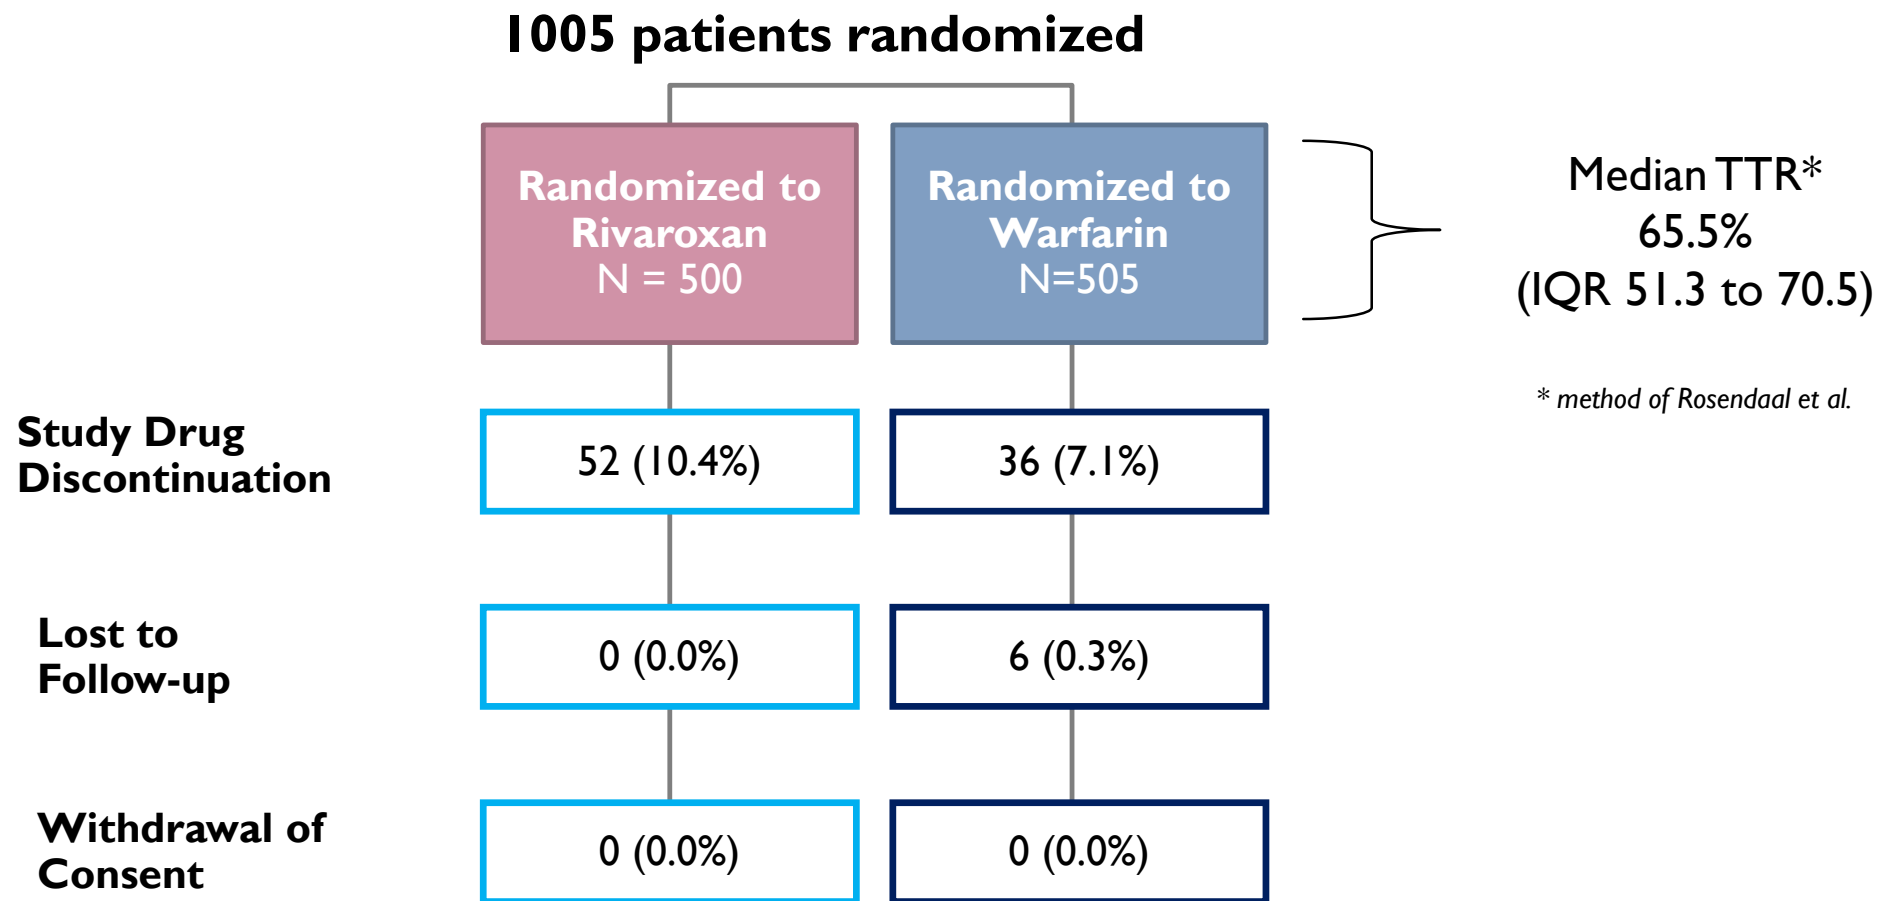 1005 patients randomized
Randomized to
Rivaroxan
N = 500
Randomized to
Warfarin
N=505
Median TTR*
65.5%
(IQR 51.3 to 70.5)
* method of Rosendaal et al.
Study Drug
Discontinuation
52 (10.4%)
36 (7.1%)
Lost to
Follow-up
0 (0.0%)
6 (0.3%)
Withdrawal of
Consent
0 (0.0%)
0 (0.0%)